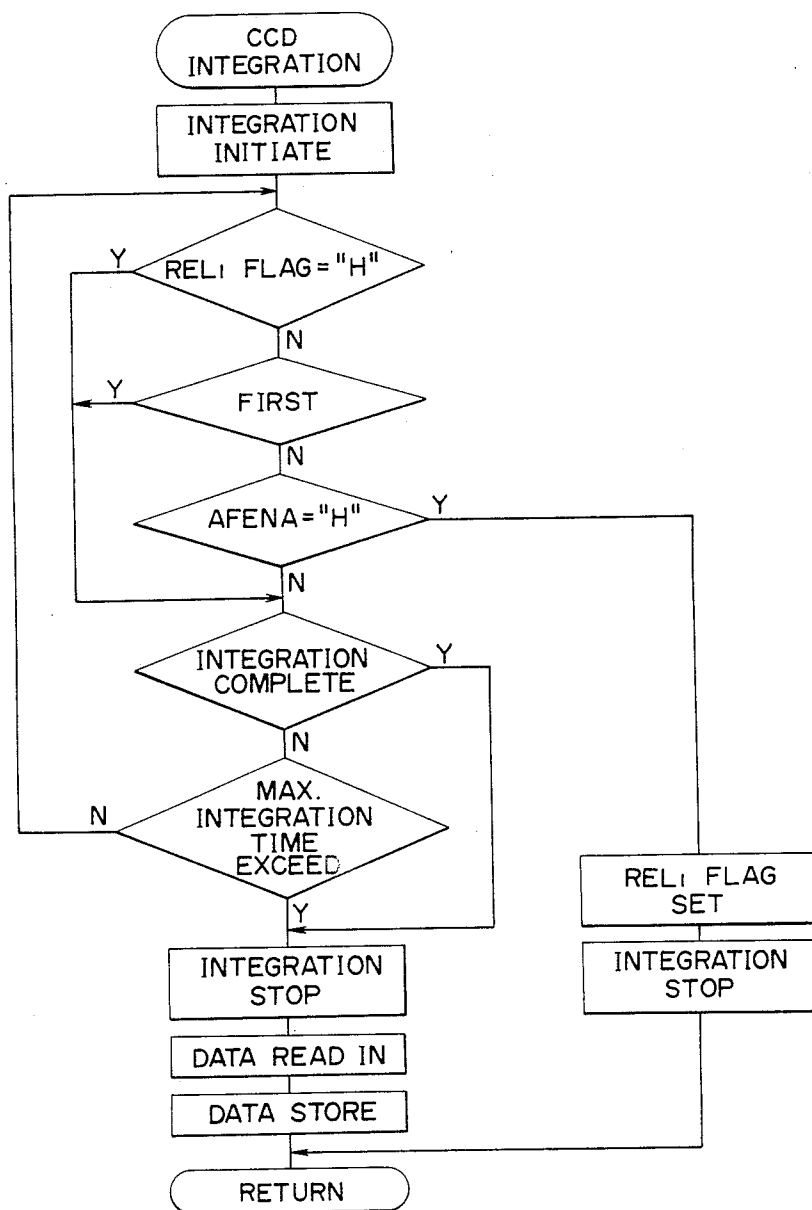 CCD
INTEGRATION
INTEGRATION
INITIATE
Y
REL1 FLAG="H"
N
Y
FIRST
N
AFENA="H"
Y
N
INTEGRATION
COMPLETE
Y
N
N
MAX.
INTEGRATION
TIME
EXCEED
Y
REL1 FLAG
SET
INTEGRATION
STOP
INTEGRATION
STOP
DATA READ IN
DATA STORE
RETURN